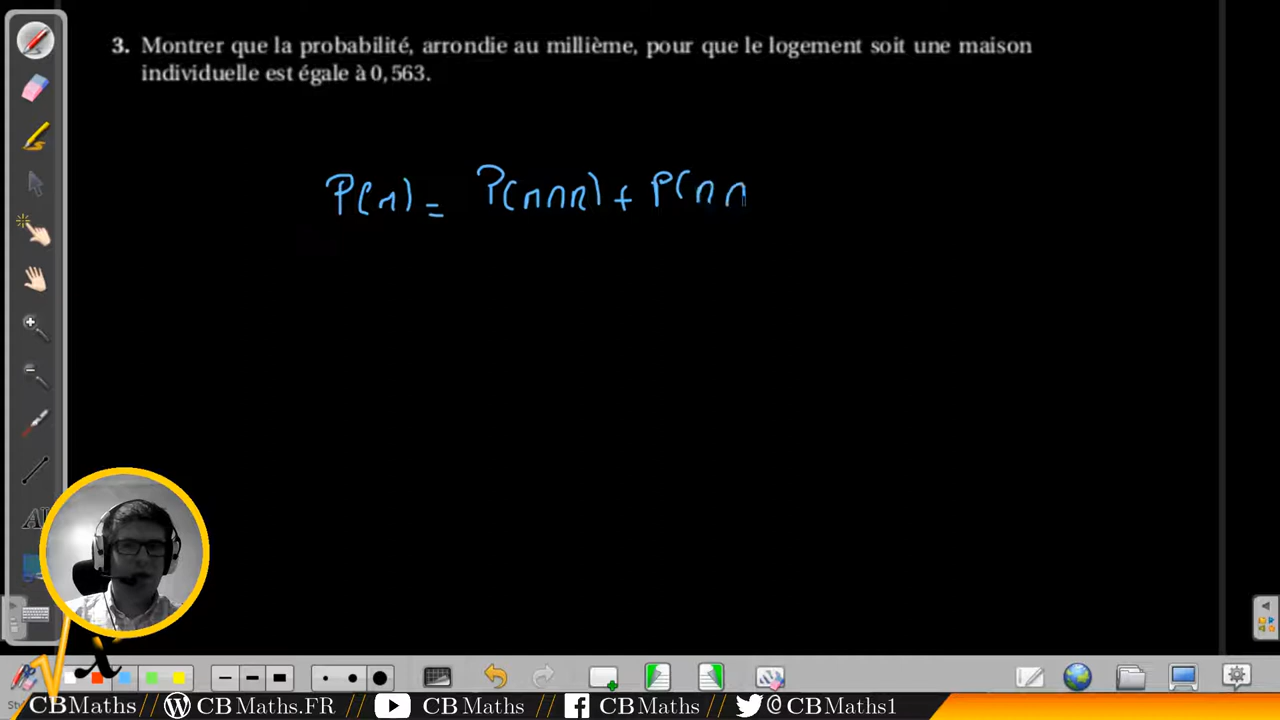 3. Montrer que la probabilité, arrondie au millième, pour que le logement soit une maison
individuelle est égale à 0,563.
P(M) = P(M∩R) + P(M∩
CBMaths CBMaths.FR CBMaths CBMaths @CBMaths1